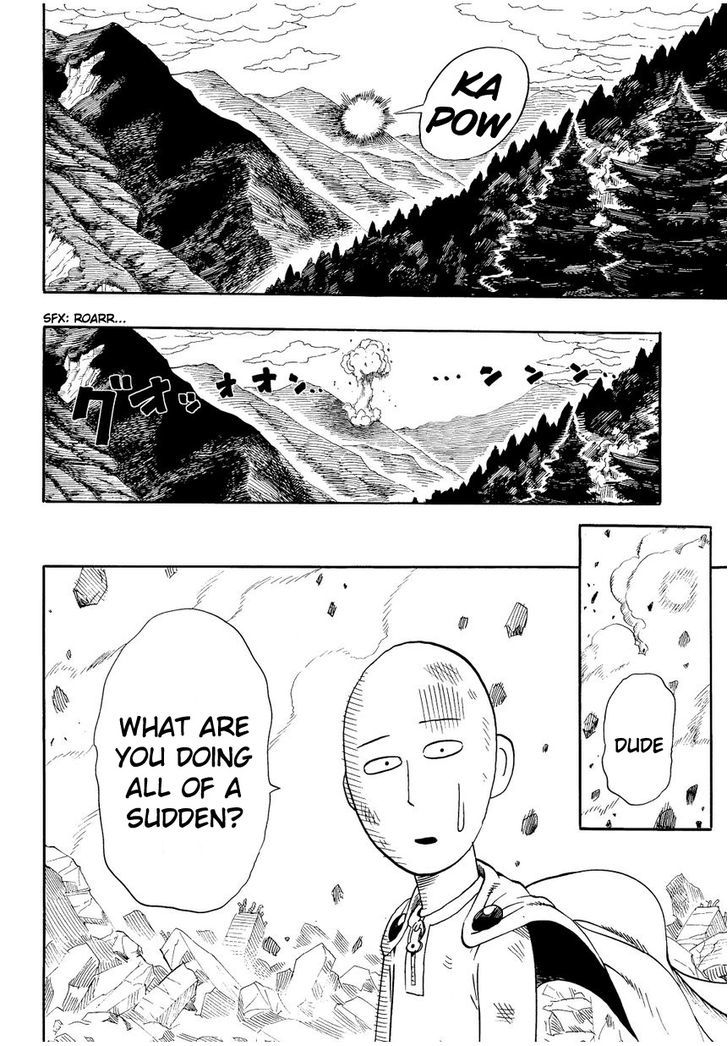 KA
POW
SFX: ROARR...
グオッオオン...
...ンンンン...
DUDE
WHAT ARE
YOU DOING
ALL OF A
SUDDEN?